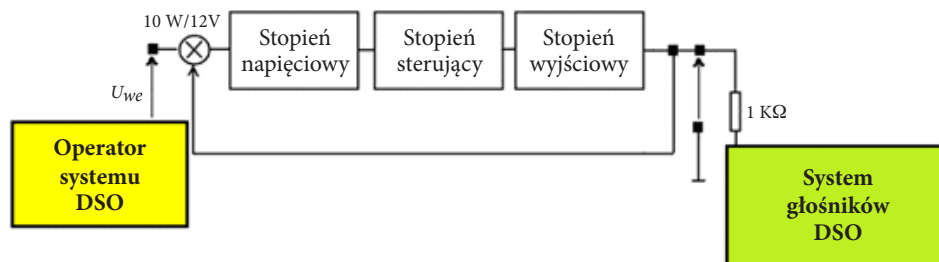 10 W/12V
Stopień
napięciowy
Stopień
sterujący
Stopień
wyjściowy
Uwe
1 KΩ
Operator
systemu
DSO
System
głośników
DSO